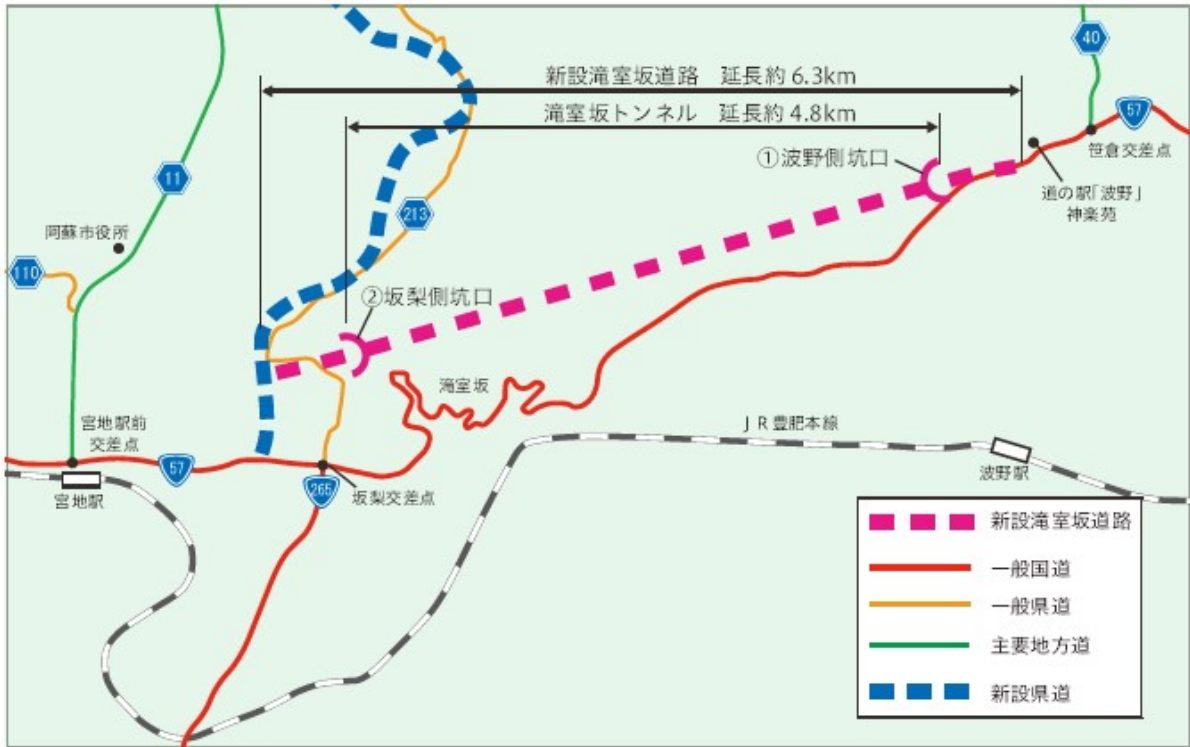 40
新設滝室坂道路 延長約 6.3km
57
滝室坂トンネル 延長約 4.8km
笹倉交差点
①波野側坑口
11
道の駅「波野」
神楽苑
213
阿蘇市役所
110
②坂梨側坑口
滝室坂
宮地駅前
交差点
JR豊肥本線
波野駅
57
坂梨交差点
265
宮地駅
新設滝室坂道路
一般国道
一般県道
主要地方道
新設県道